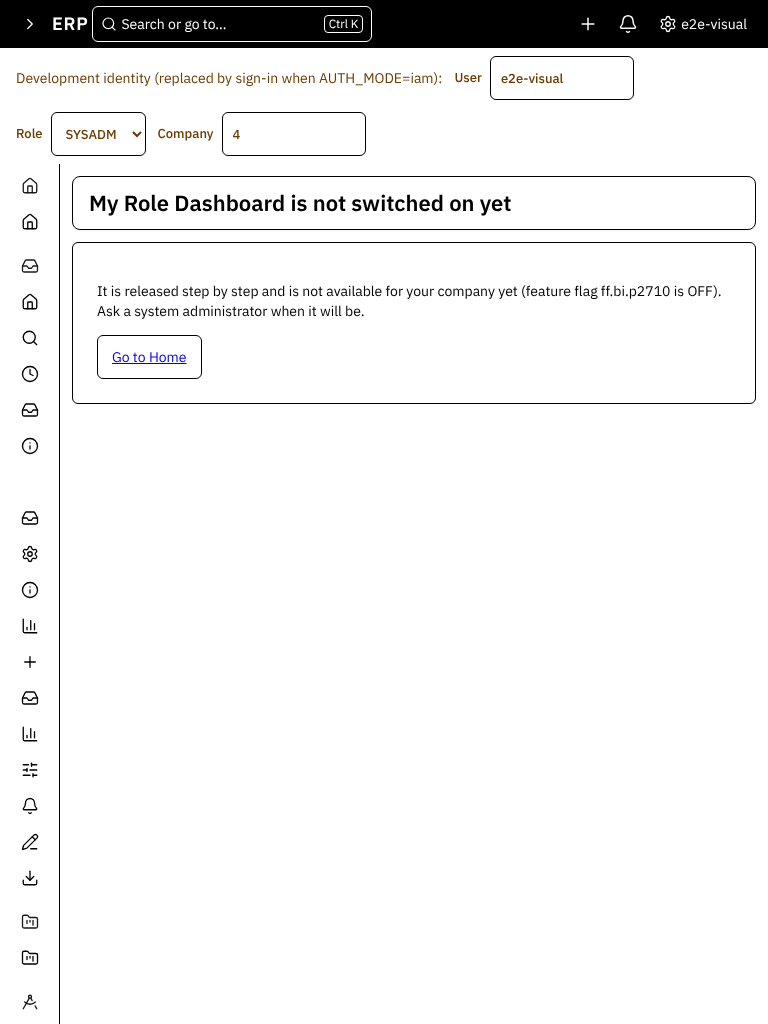 ERP
Search or go to...
Ctrl K
e2e-visual
Development identity (replaced by sign-in when AUTH_MODE=iam):
User
e2e-visual
Role
SYSADM
Company
4
My Role Dashboard is not switched on yet
It is released step by step and is not available for your company yet (feature flag ff.bi.p2710 is OFF).
Ask a system administrator when it will be.
Go to Home